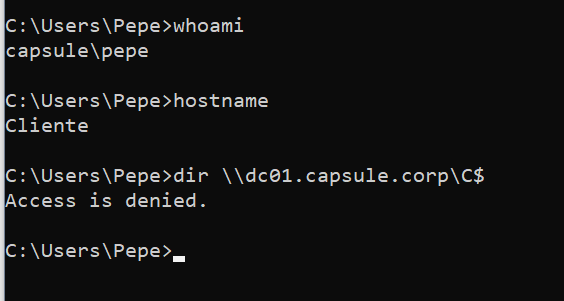 C:\Users\Pepe>whoami
capsule\pepe
C:\Users\Pepe>hostname
Cliente
C:\Users\Pepe>dir \\dc01.capsule.corp\C$
Access is denied.
C:\Users\Pepe>